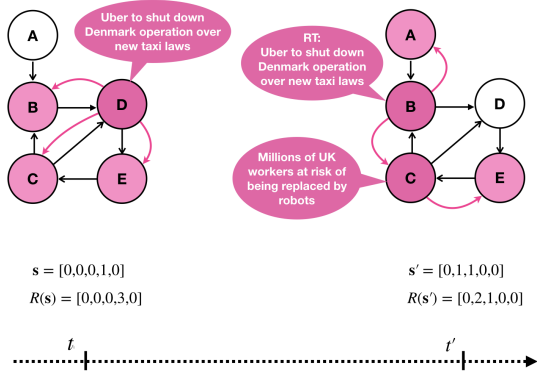 Uber to shut down
Denmark operation over
new taxi laws
A
B
D
C
E
RT:
Uber to shut down
Denmark operation
over new taxi laws
Millions of UK
workers at risk of
being replaced by
robots
A
B
D
C
E
s = [0,0,0,1,0]
R(s) = [0,0,0,3,0]
s′ = [0,1,1,0,0]
R(s′) = [0,2,1,0,0]
t
t′